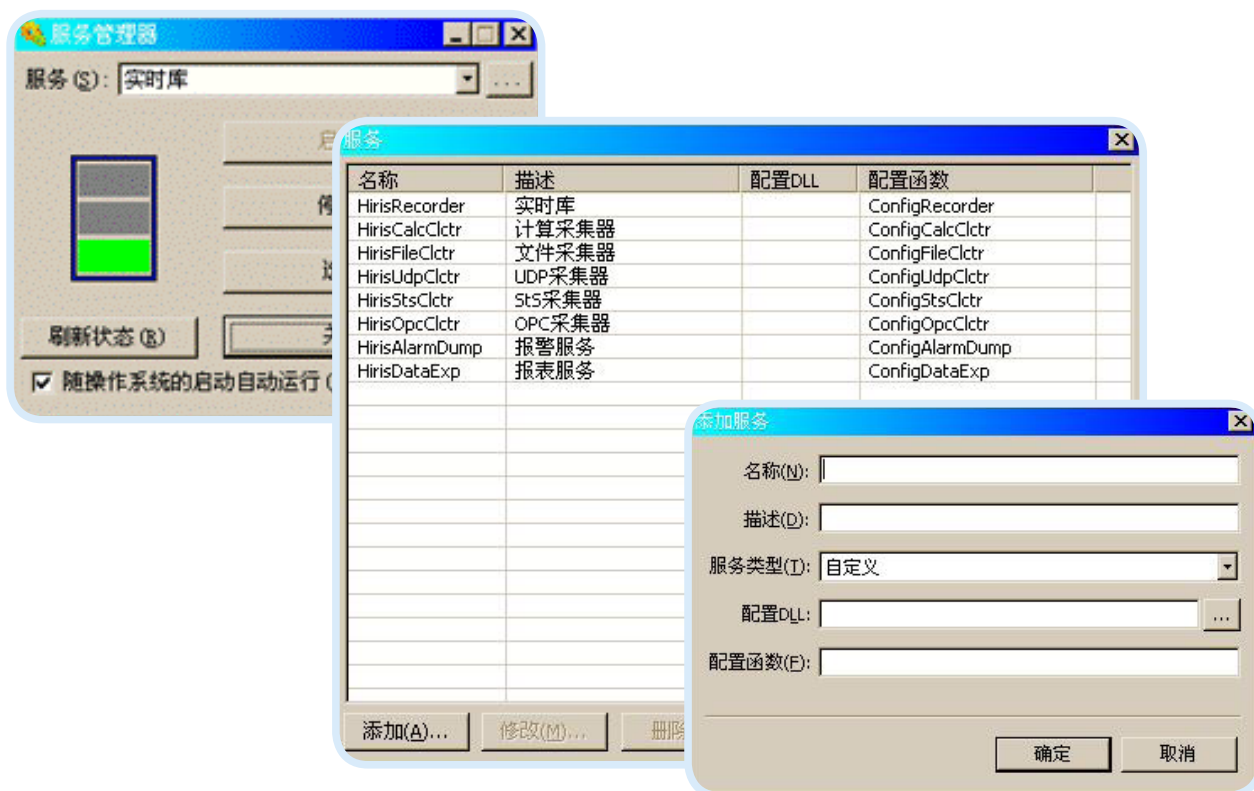 服务管理器
服务(S): 实时库
...
启
停
刷新状态(R)
关
随操作系统的启动自动运行(
服务
名称 描述 配置DLL 配置函数
HirisRecorder 实时库 ConfigRecorder
HirisCalcClctr 计算采集器 ConfigCalcClctr
HirisFileClctr 文件采集器 ConfigFileClctr
HirisUdpClctr UDP采集器 ConfigUdpClctr
HirisStsClctr StS采集器 ConfigStsClctr
HirisOpcClctr OPC采集器 ConfigOpcClctr
HirisAlarmDump 报警服务 ConfigAlarmDump
HirisDataExp 报表服务 ConfigDataExp
添加(A)... 修改(M)... 删除
添加服务
名称(N):
描述(D):
服务类型(T): 自定义
配置DLL: ...
配置函数(F):
确定 取消